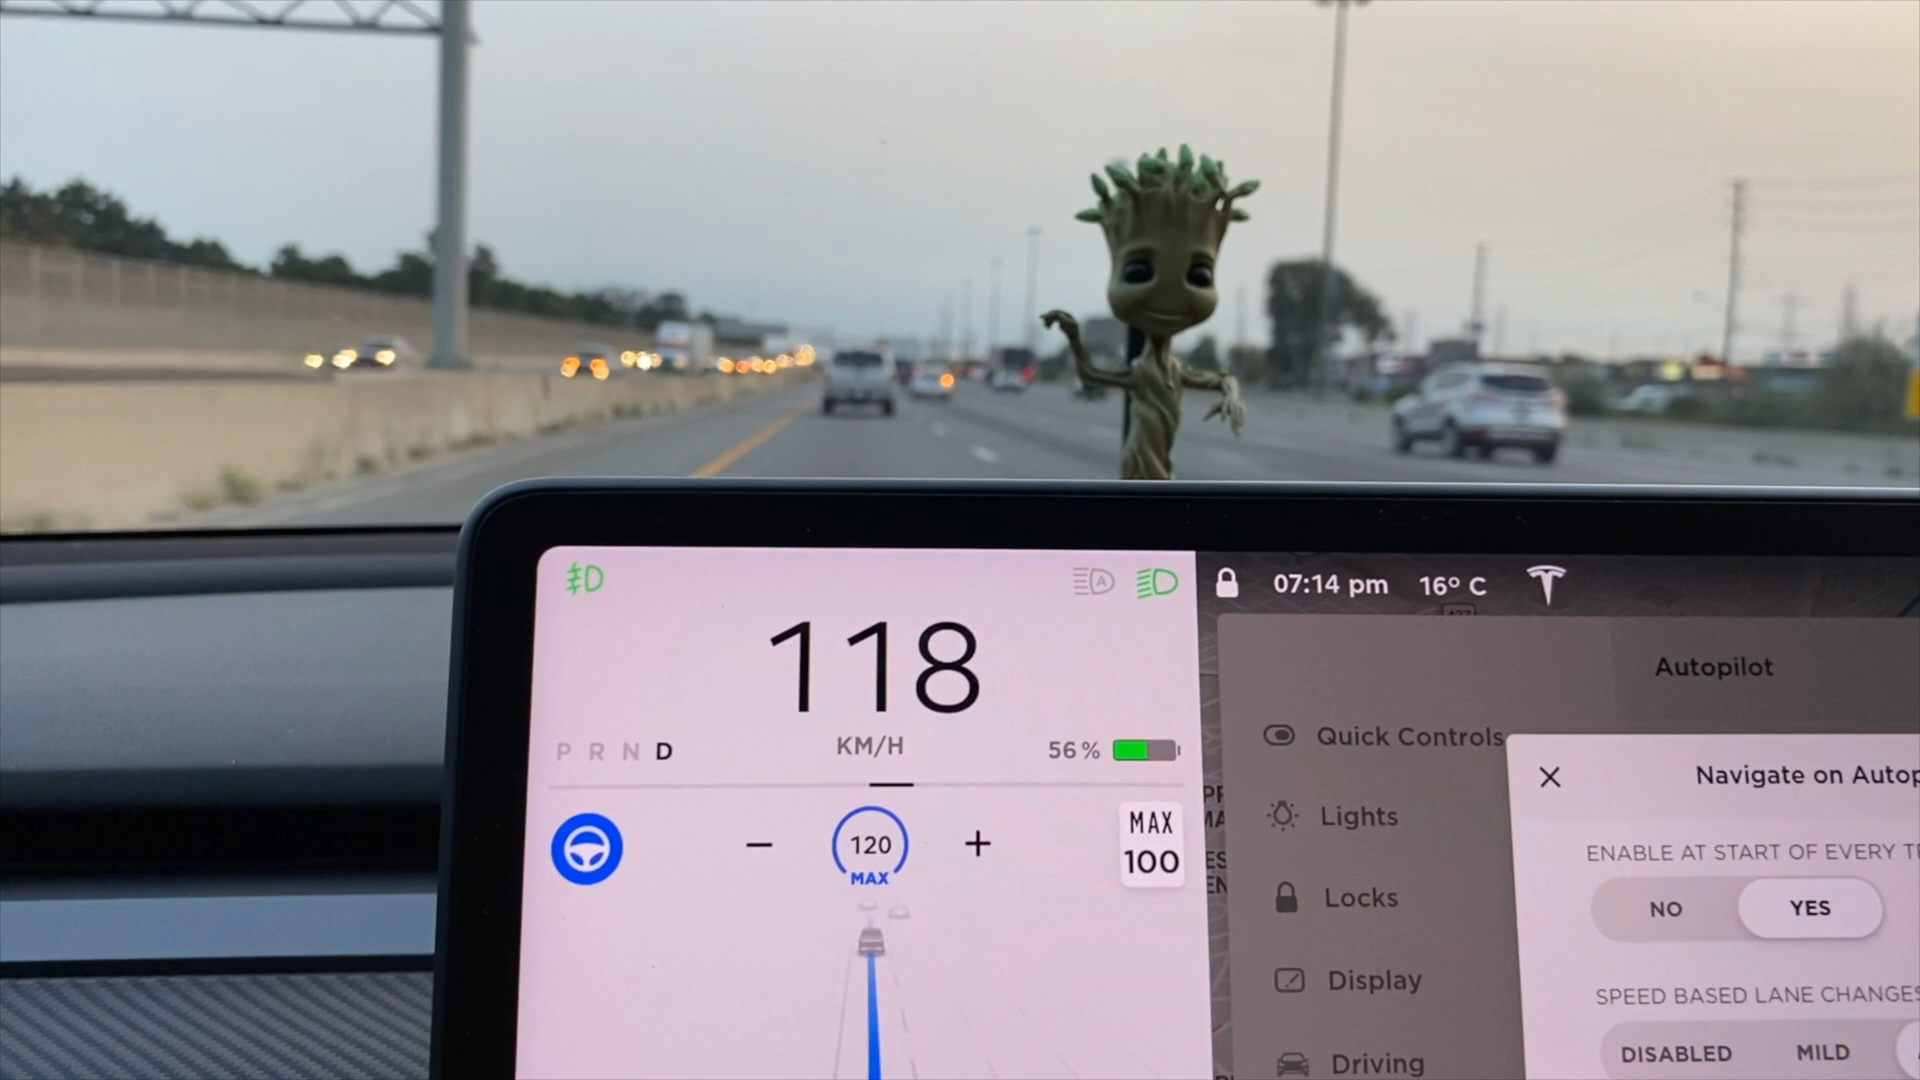 07:14 pm 16° C
118
KM/H
P R N D
56 %
120
MAX
MAX
100
Autopilot
Quick Controls
Lights
Locks
Display
Driving
Navigate on Autop
ENABLE AT START OF EVERY T
NO YES
SPEED BASED LANE CHANGES
DISABLED MILD